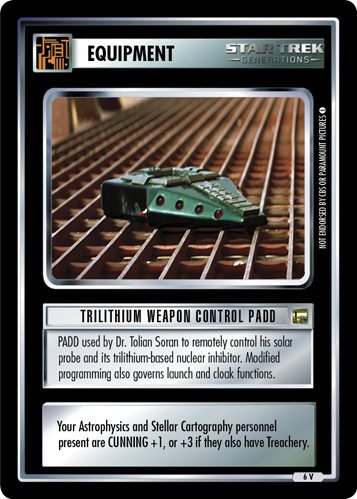 EQUIPMENT
STAR TREK
GENERATIONS
NOT ENDORSED BY CBS OR PARAMOUNT PICTURES
TRILITHIUM WEAPON CONTROL PADD
PADD used by Dr. Tolian Soran to remotely control his solar
probe and its trilithium-based nuclear inhibitor. Modified
programming also governs launch and cloak functions.
Your Astrophysics and Stellar Cartography personnel
present are CUNNING +1, or +3 if they also have Treachery.
6 V